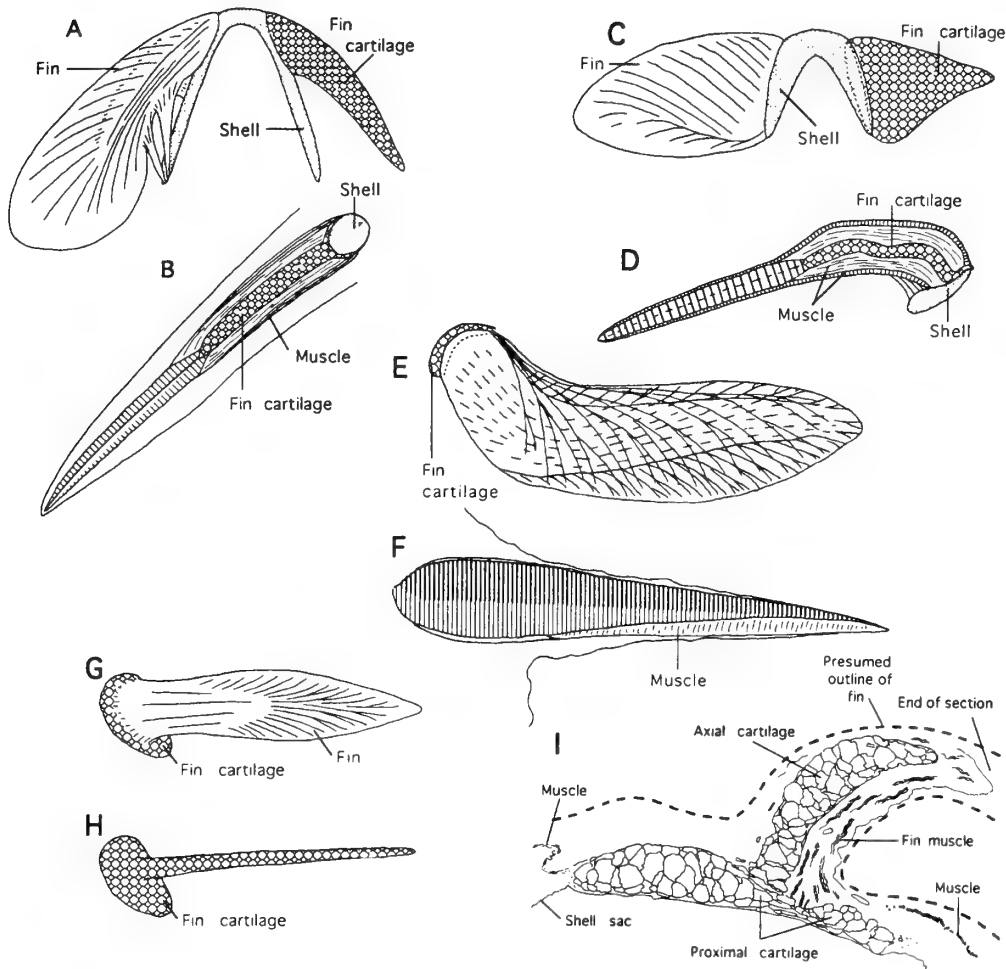 A
Fin
Fin
cartilage
Shell
C
Fin
Fin cartilage
Shell
B
Shell
Muscle
Fin cartilage
D
Fin cartilage
Muscle
Shell
E
Fin
cartilage
F
Muscle
G
Fin
Fin cartilage
H
Fin cartilage
I
Presumed
outline of
fin
End of section
Axial cartilage
Muscle
Fin muscle
Muscle
Shell sac
Proximal cartilage